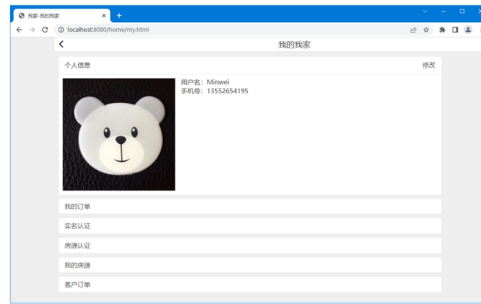 我家-我的我家
localhost:8080/home/my.html
我的我家
个人信息
修改
用户名：Minwei
手机号：13552654195
我的订单
实名认证
房源认证
我的房源
客户订单